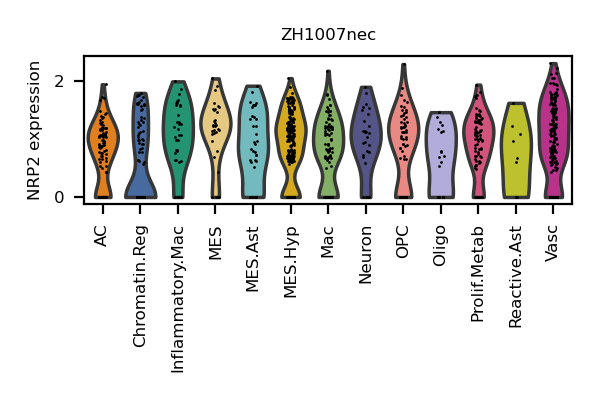 ZH1007nec
NRP2 expression
2
0
AC
Chromatin.Reg
Inflammatory.Mac
MES
MES.Ast
MES.Hyp
Mac
Neuron
OPC
Oligo
Prolif.Metab
Reactive.Ast
Vasc